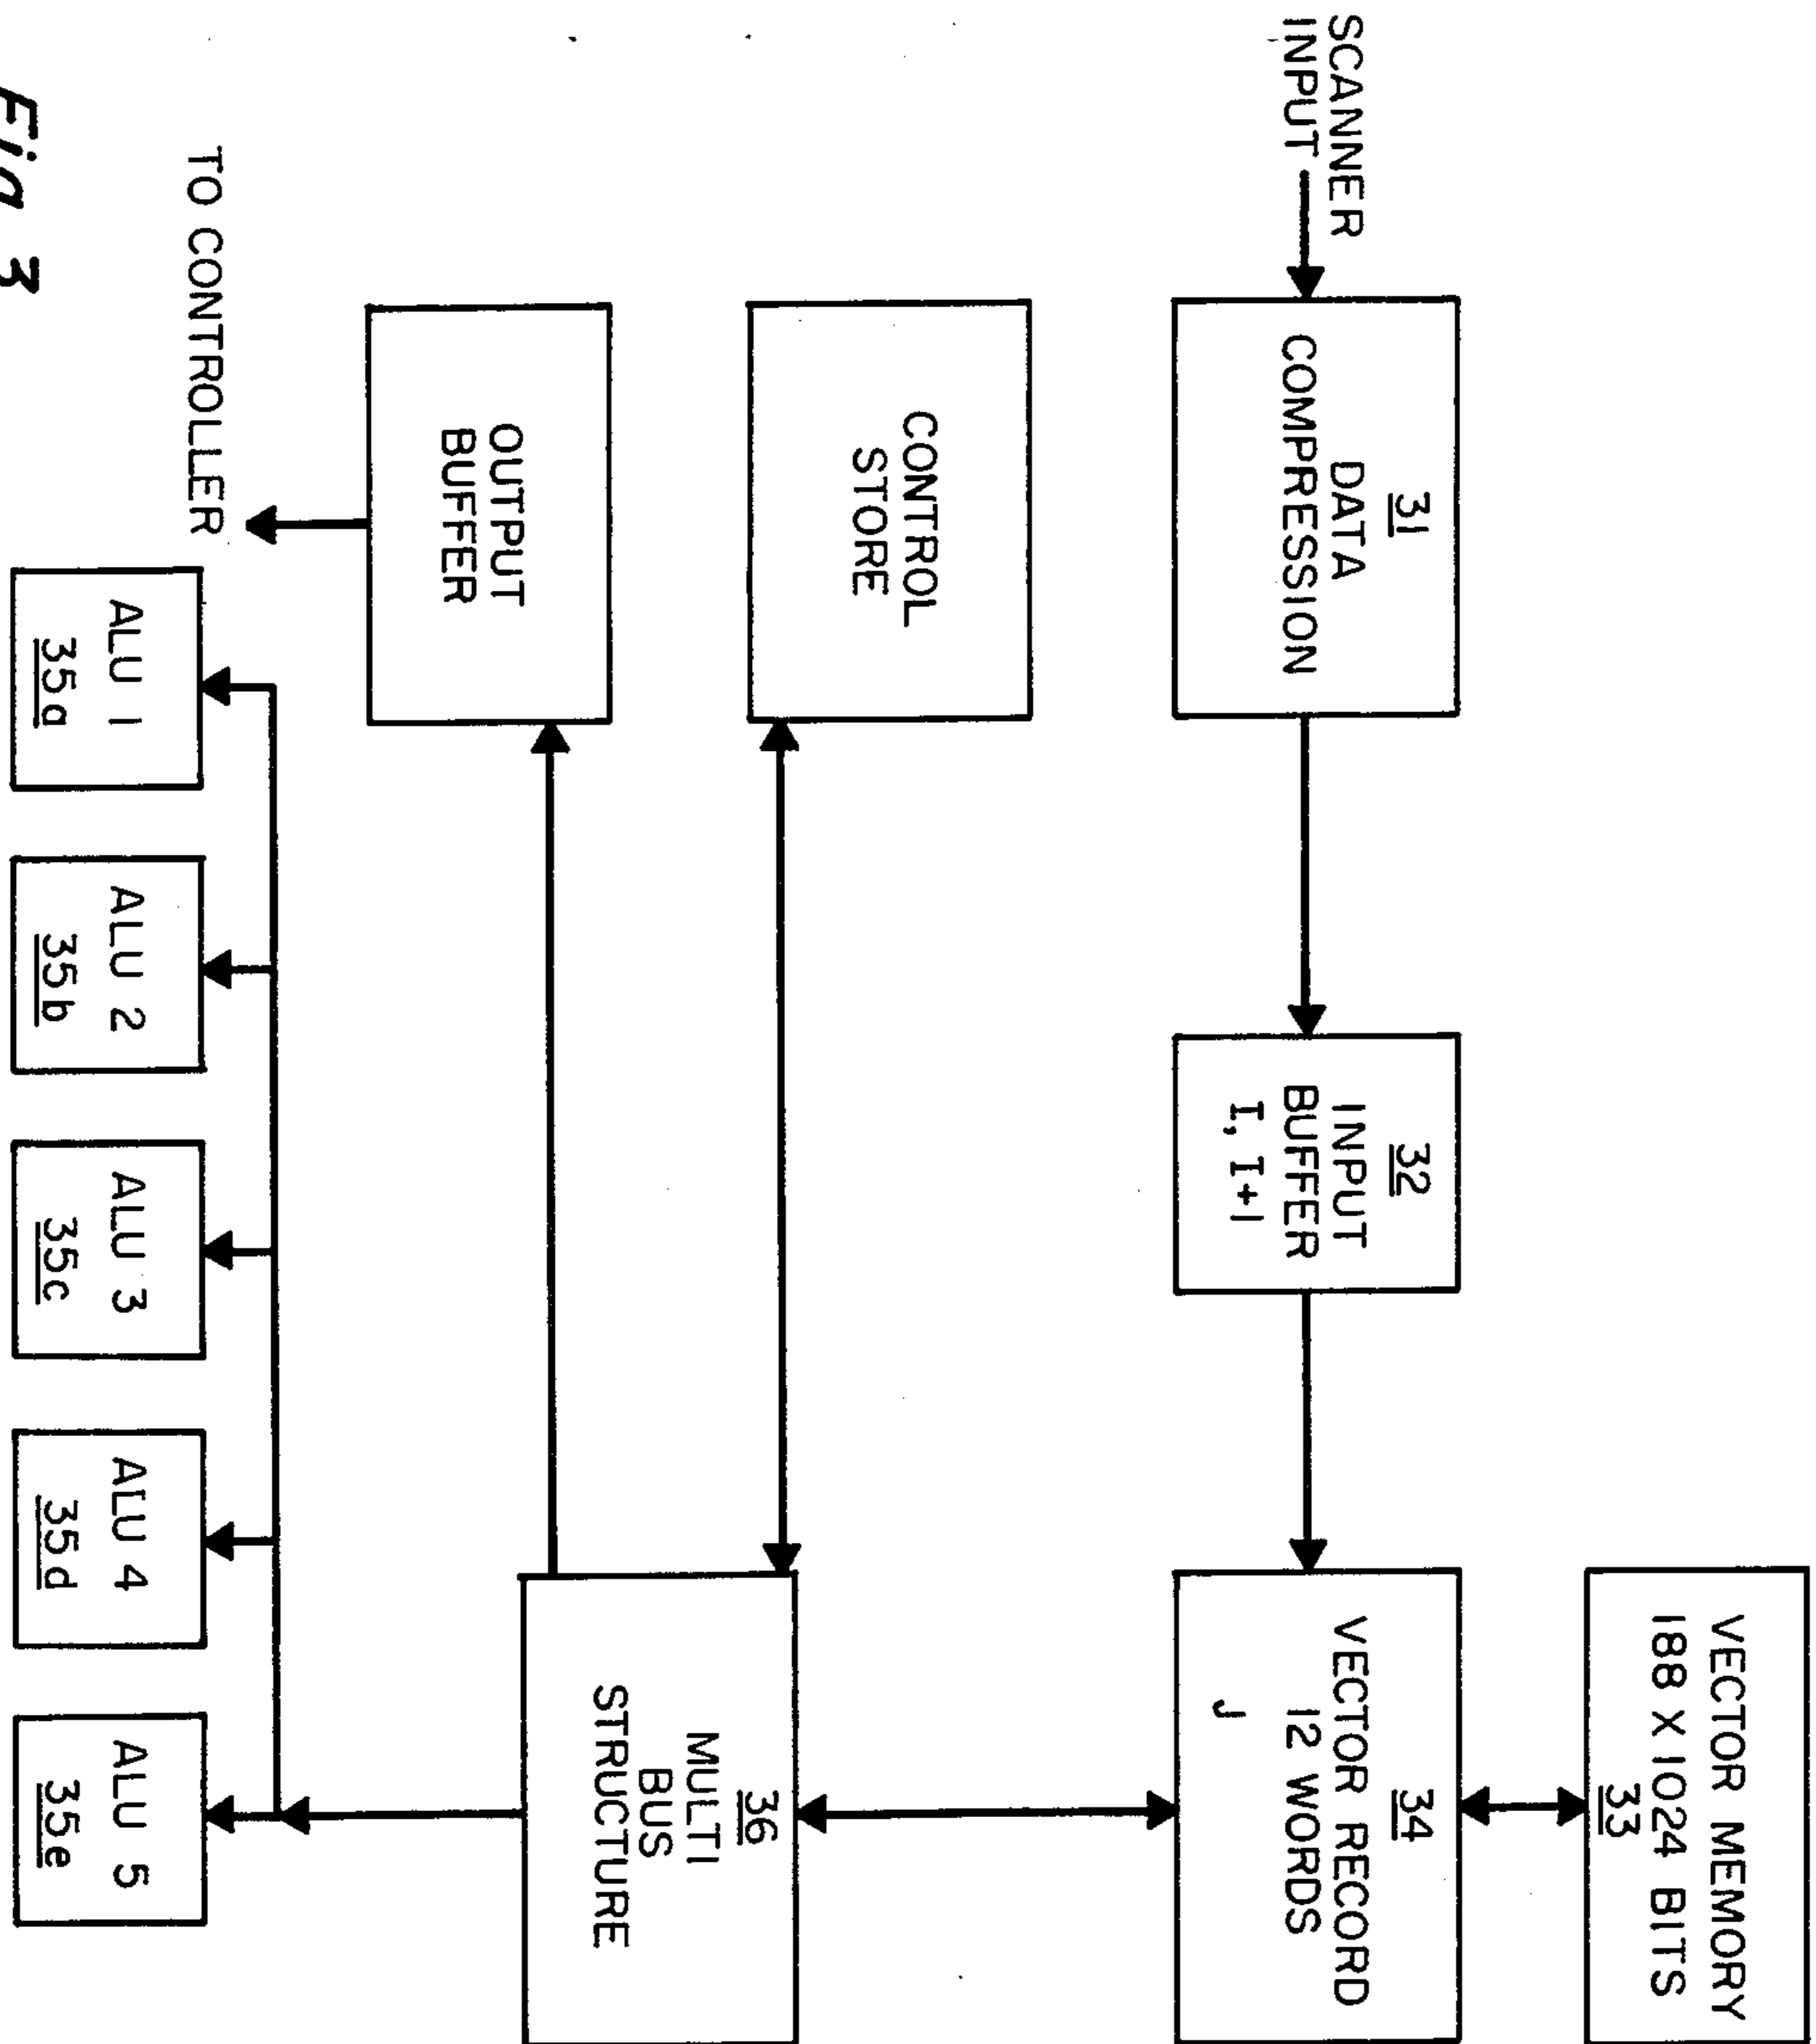 VECTOR MEMORY
188 X 1024 BITS
33
SCANNER
INPUT
31
DATA
COMPRESSION
32
INPUT
BUFFER
I, I+1
34
VECTOR RECORD
12 WORDS
J
CONTROL
STORE
36
MULTI
BUS
STRUCTURE
OUTPUT
BUFFER
TO CONTROLLER
ALU 1
35a
ALU 2
35b
ALU 3
35c
ALU 4
35d
ALU 5
35e
Fig. 3